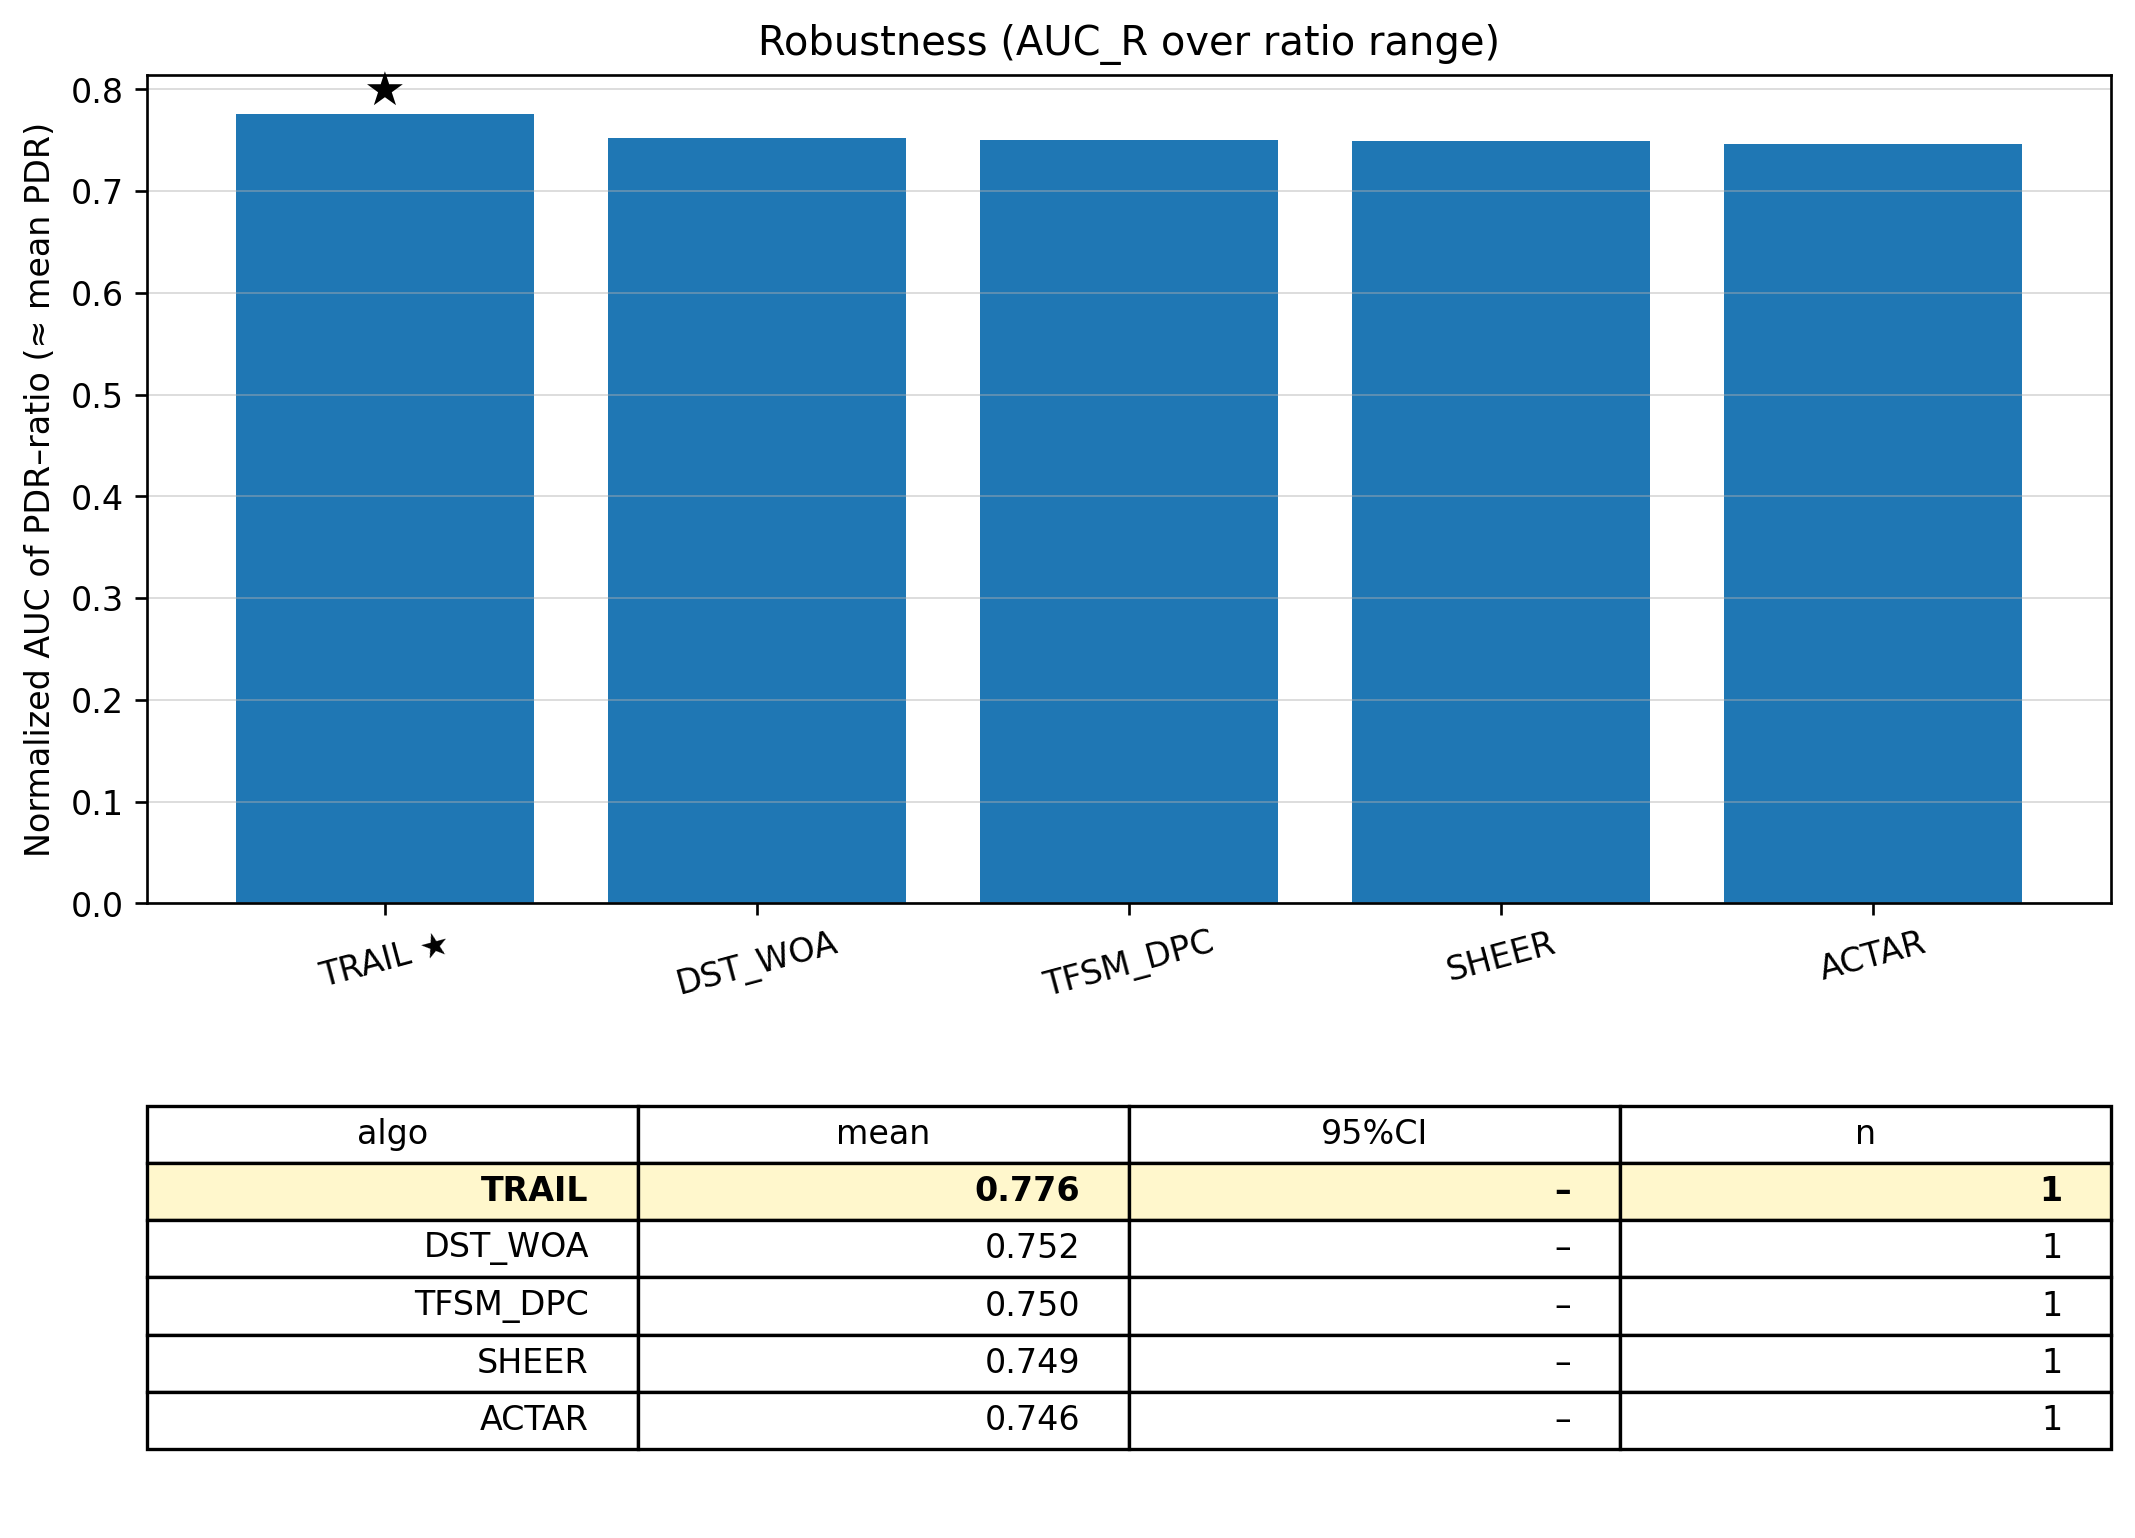 Robustness (AUC_R over ratio range)
Normalized AUC of PDR–ratio (≈ mean PDR)
0.8
0.7
0.6
0.5
0.4
0.3
0.2
0.1
0.0
★
TRAIL ★ DST_WOA TFSM_DPC SHEER ACTAR
algo mean 95%CI n
TRAIL 0.776 – 1
DST_WOA 0.752 – 1
TFSM_DPC 0.750 – 1
SHEER 0.749 – 1
ACTAR 0.746 – 1